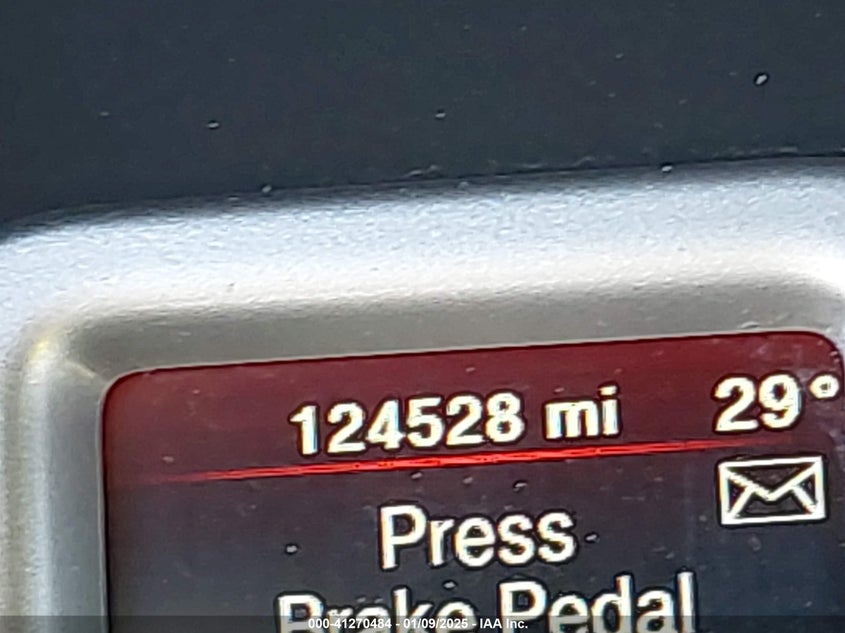 124528 mi 29°
Press
Brake Pedal
000-41270484 - 01/09/2025 - IAA Inc.